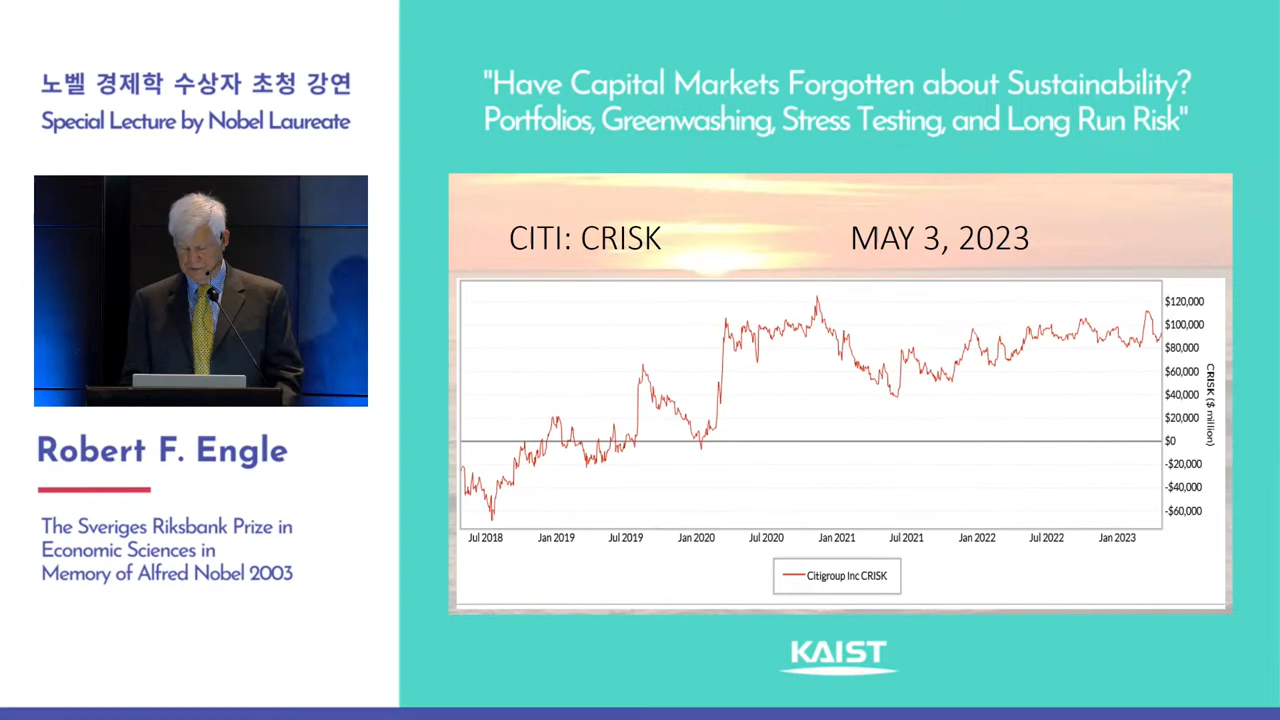 노벨 경제학 수상자 초청 강연
Special Lecture by Nobel Laureate
Robert F. Engle
The Sveriges Riksbank Prize in
Economic Sciences in
Memory of Alfred Nobel 2003
"Have Capital Markets Forgotten about Sustainability?
Portfolios, Greenwashing, Stress Testing, and Long Run Risk"
CITI: CRISK MAY 3, 2023
$120,000
$100,000
$80,000
$60,000
$40,000
$20,000
$0
-$20,000
-$40,000
-$60,000
CRISK ($ million)
Jul 2018 Jan 2019 Jul 2019 Jan 2020 Jul 2020 Jan 2021 Jul 2021 Jan 2022 Jul 2022 Jan 2023
Citigroup Inc CRISK
KAIST